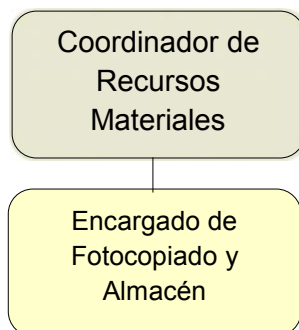 Coordinador de
Recursos
Materiales
Encargado de
Fotocopiado y
Almacén